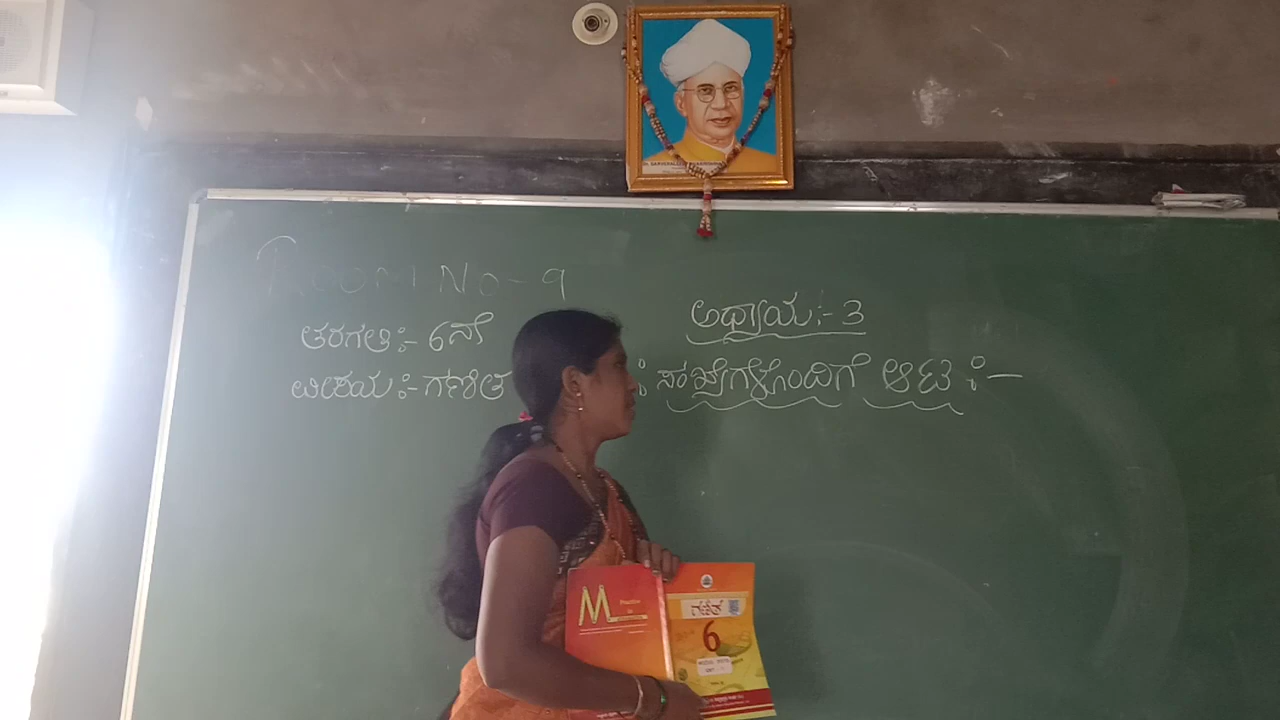 Room No-9
ತರಗತಿ :- 6ನೇ
ವಿಷಯ :- ಗಣಿತ
ಅಧ್ಯಾಯ :- 3
: ಸಂಖ್ಯೆಗಳೊಂದಿಗೆ ಆಟ :-
M
ಗಣಿತ
6